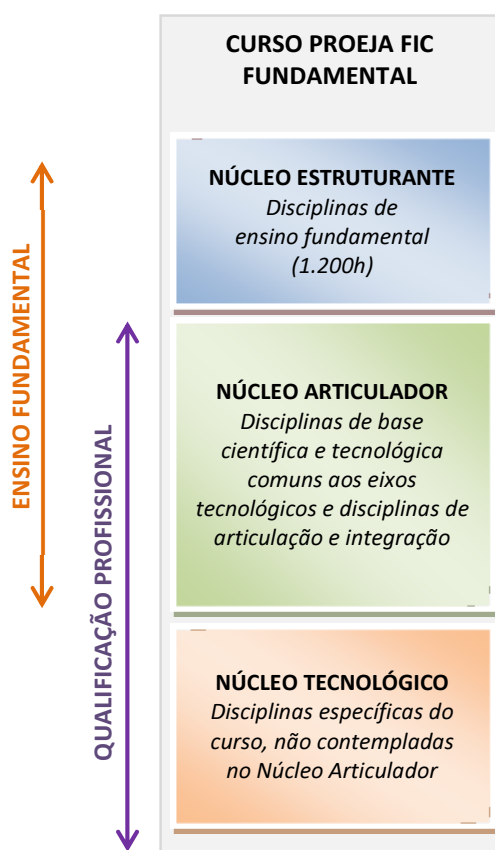 CURSO PROEJA FIC
FUNDAMENTAL
NÚCLEO ESTRUTURANTE
Disciplinas de
ensino fundamental
(1.200h)
NÚCLEO ARTICULADOR
Disciplinas de base
científica e tecnológica
comuns aos eixos
tecnológicos e disciplinas de
articulação e integração
NÚCLEO TECNOLÓGICO
Disciplinas específicas do
curso, não contempladas
no Núcleo Articulador
ENSINO FUNDAMENTAL
QUALIFICAÇÃO PROFISSIONAL